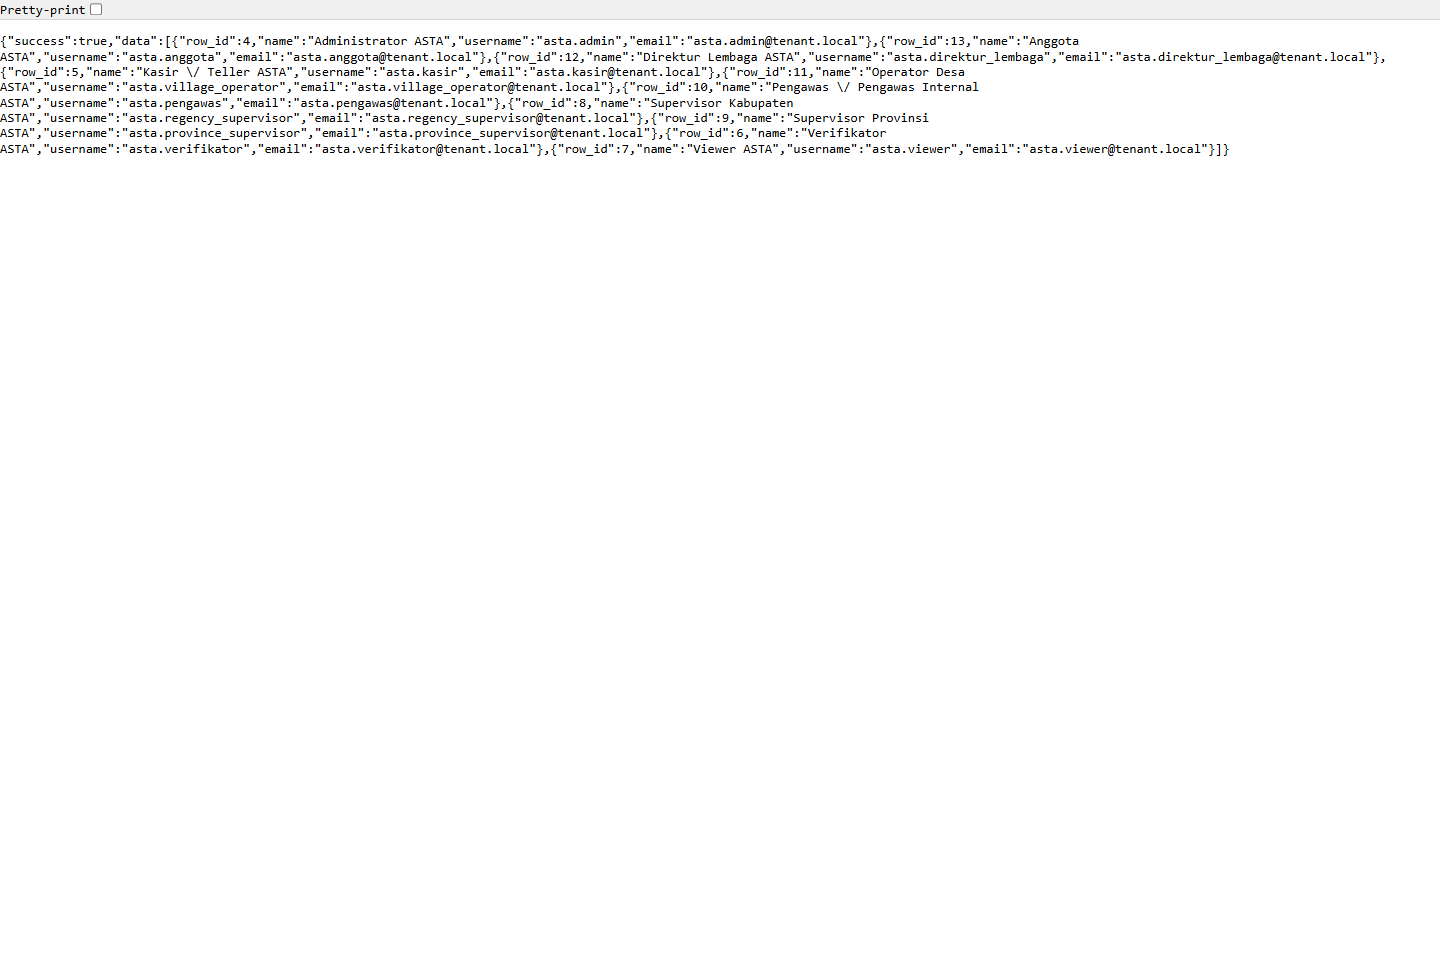 Pretty-print
{"success":true,"data":[{"row_id":4,"name":"Administrator ASTA","username":"asta.admin","email":"asta.admin@tenant.local"},{"row_id":13,"name":"Anggota
ASTA","username":"asta.anggota","email":"asta.anggota@tenant.local"},{"row_id":12,"name":"Direktur Lembaga ASTA","username":"asta.direktur_lembaga","email":"asta.direktur_lembaga@tenant.local"},
{"row_id":5,"name":"Kasir \/ Teller ASTA","username":"asta.kasir","email":"asta.kasir@tenant.local"},{"row_id":11,"name":"Operator Desa
ASTA","username":"asta.village_operator","email":"asta.village_operator@tenant.local"},{"row_id":10,"name":"Pengawas \/ Pengawas Internal
ASTA","username":"asta.pengawas","email":"asta.pengawas@tenant.local"},{"row_id":8,"name":"Supervisor Kabupaten
ASTA","username":"asta.regency_supervisor","email":"asta.regency_supervisor@tenant.local"},{"row_id":9,"name":"Supervisor Provinsi
ASTA","username":"asta.province_supervisor","email":"asta.province_supervisor@tenant.local"},{"row_id":6,"name":"Verifikator
ASTA","username":"asta.verifikator","email":"asta.verifikator@tenant.local"},{"row_id":7,"name":"Viewer ASTA","username":"asta.viewer","email":"asta.viewer@tenant.local"}]}